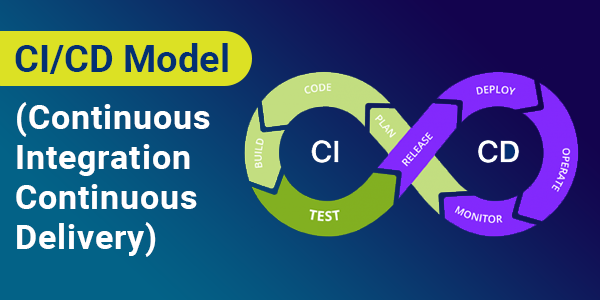 CI/CD Model
(Continuous
Integration
Continuous
Delivery)
CODE
BUILD
PLAN
TEST
CI
RELEASE
DEPLOY
OPERATE
MONITOR
CD